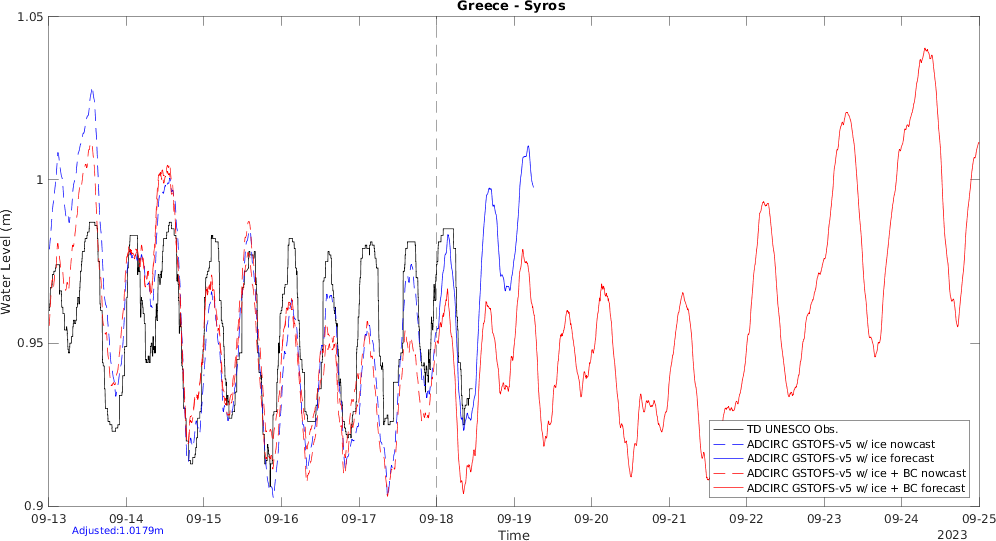 Greece - Syros
1.05
1
0.95
0.9
Water Level (m)
09-13
09-14
09-15
09-16
09-17
09-18
09-19
09-20
09-21
09-22
09-23
09-24
09-25
Adjusted:1.0179m
Time
2023
TD UNESCO Obs.
ADCIRC GSTOFS-v5 w/ ice nowcast
ADCIRC GSTOFS-v5 w/ ice forecast
ADCIRC GSTOFS-v5 w/ ice + BC nowcast
ADCIRC GSTOFS-v5 w/ ice + BC forecast